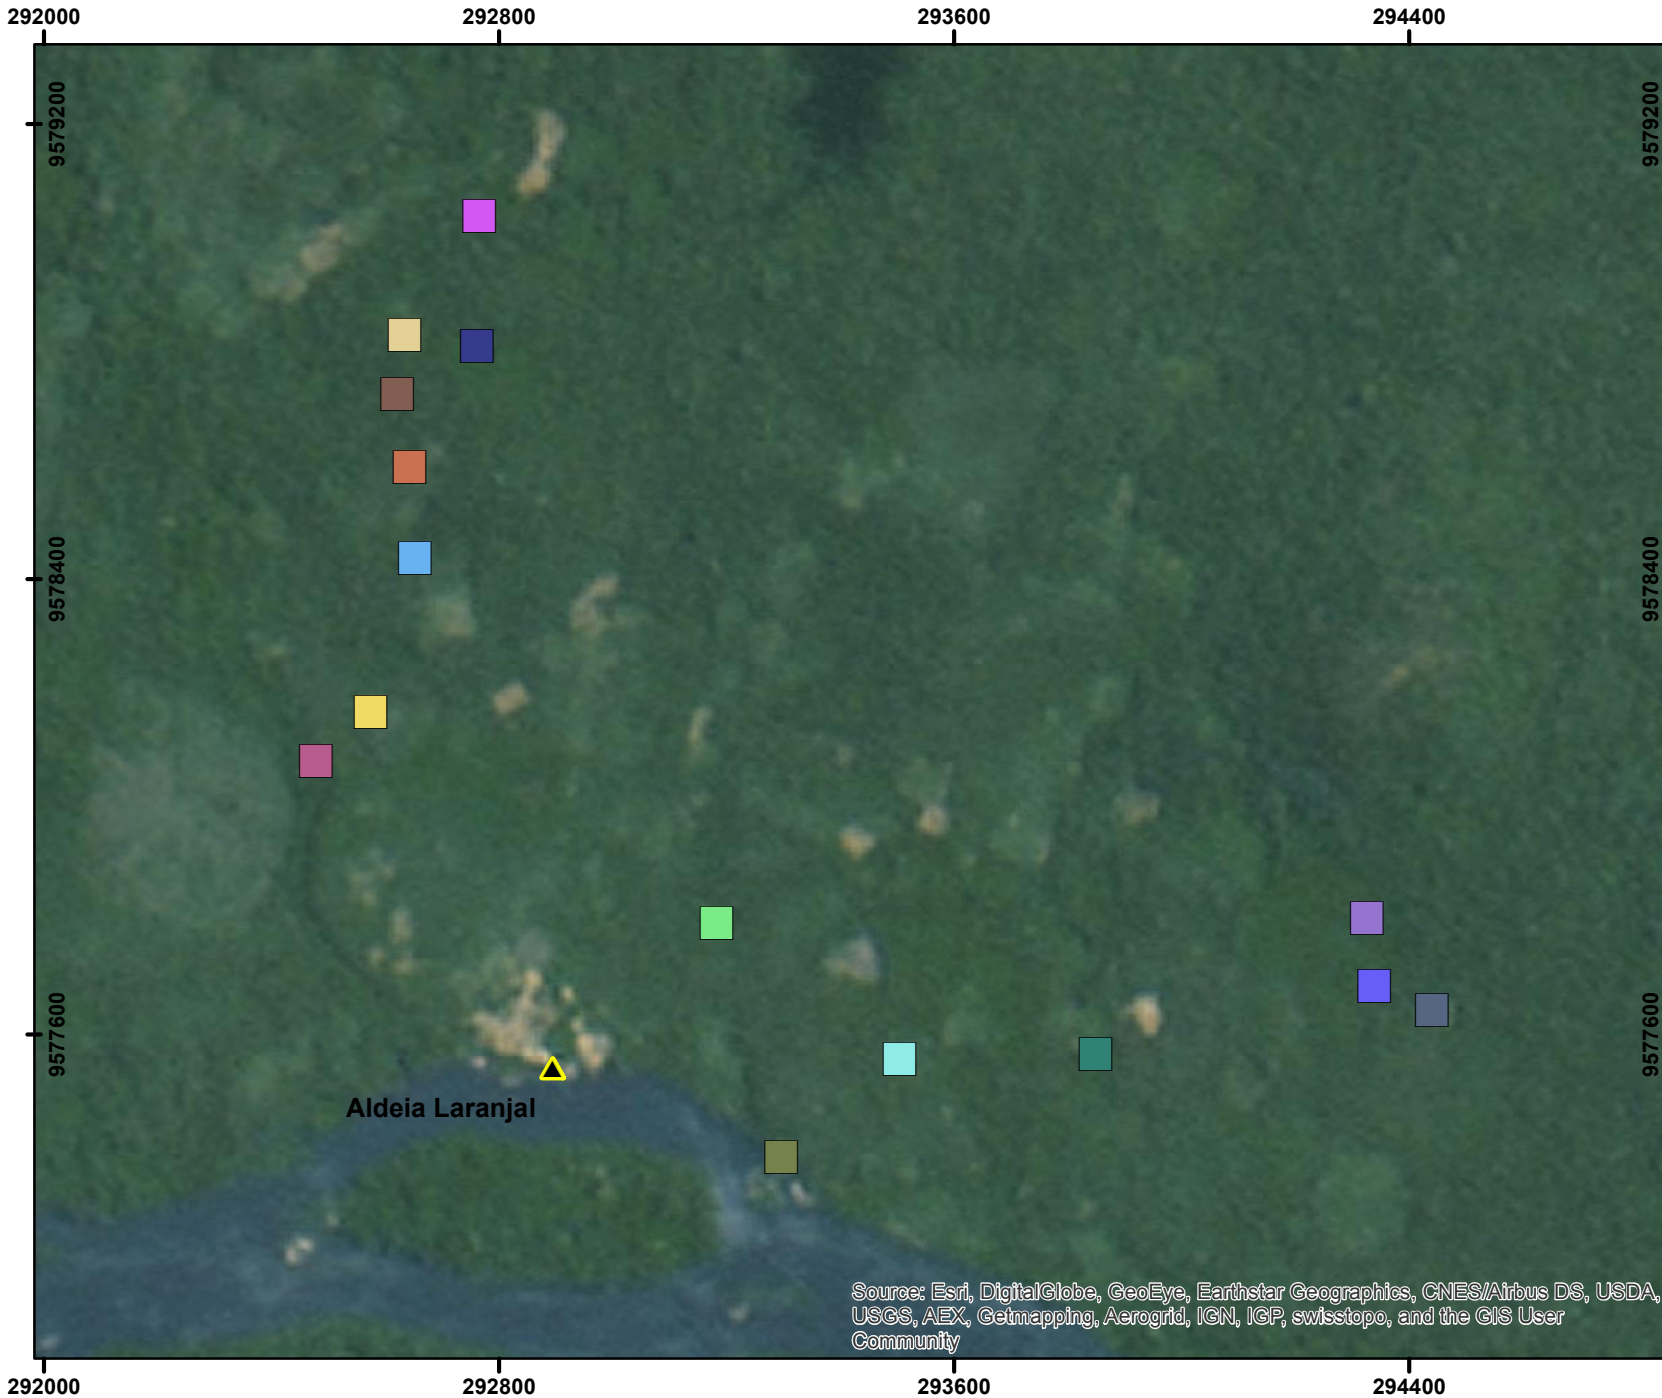 292000 292800 293600 294400
9579200 9579200
9578400 9578400
9577600 9577600
Aldeia Laranjal
Source: Esri, DigitalGlobe, GeoEye, Earthstar Geographics, CNES/Airbus DS, USDA,
USGS, AEX, Getmapping, Aerogrid, IGN, IGP, swisstopo, and the GIS User
Community
292000 292800 293600 294400